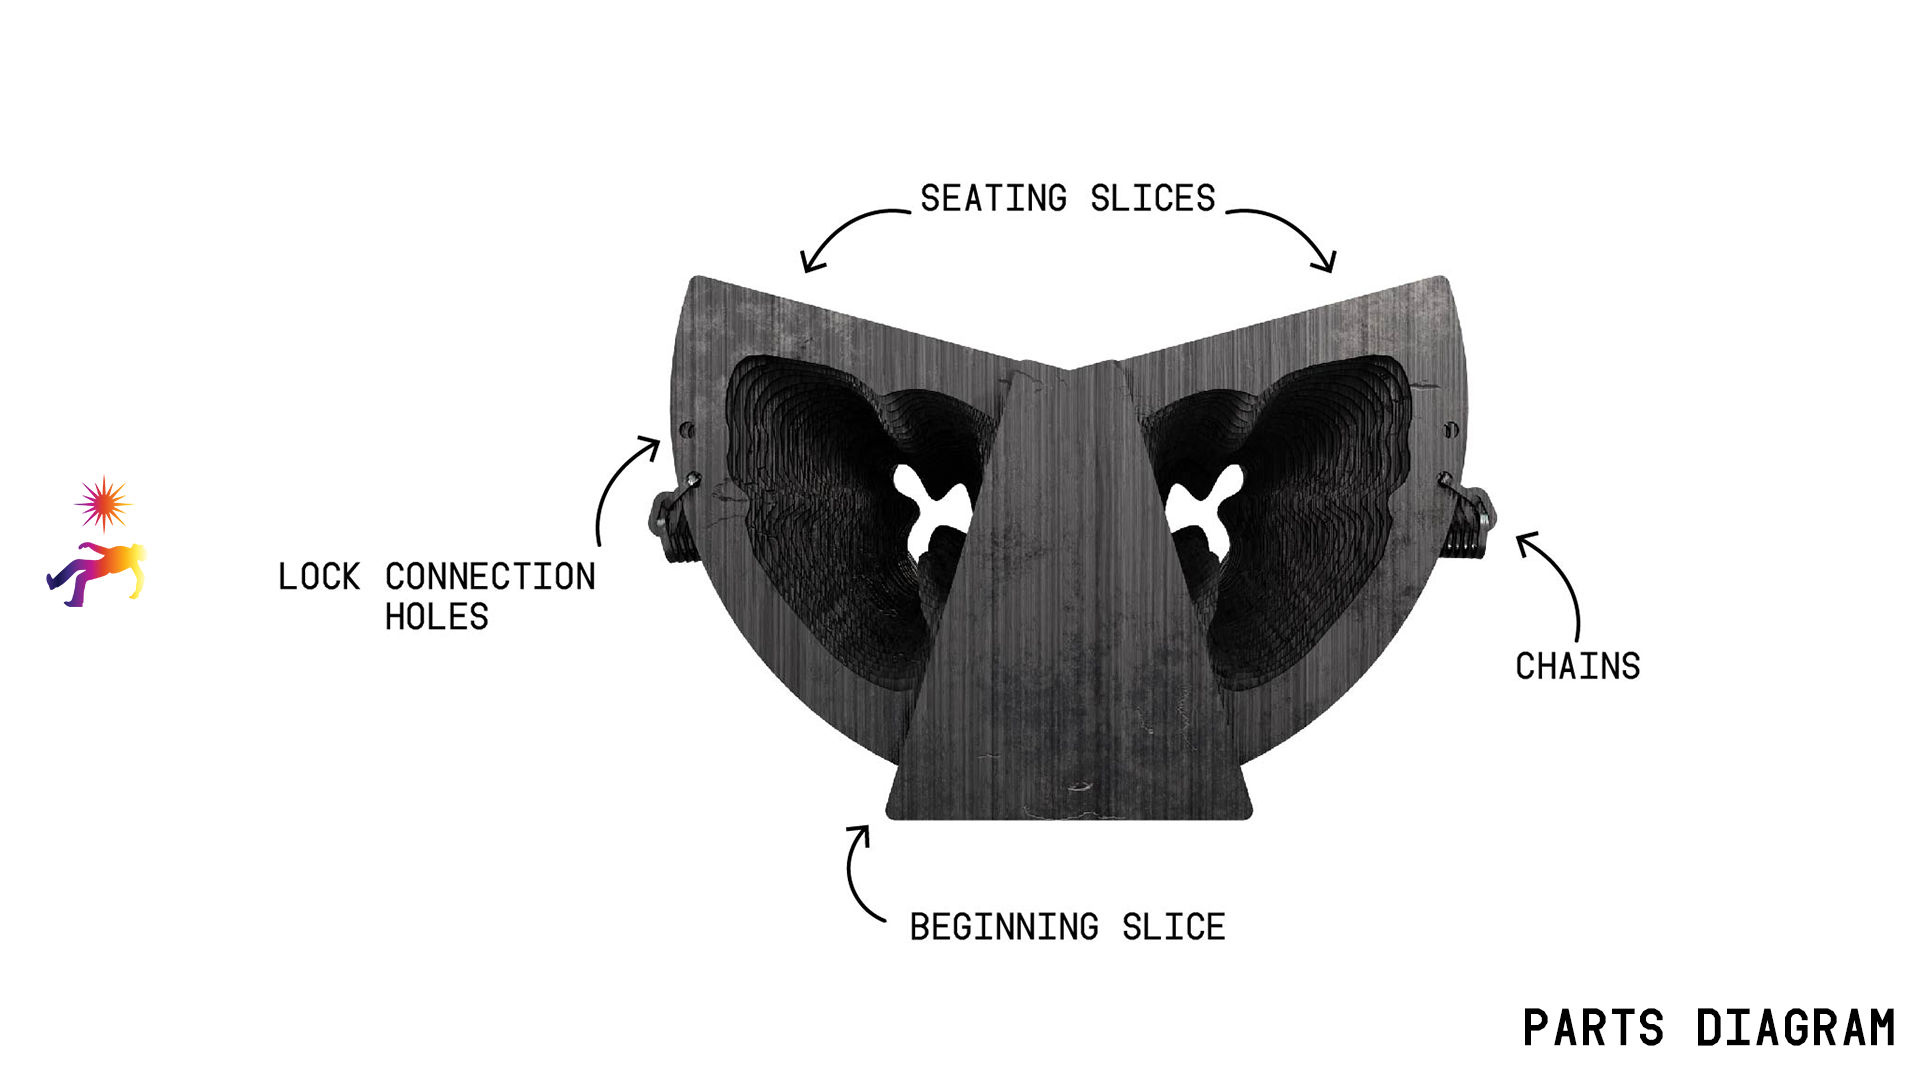 SEATING SLICES
LOCK CONNECTION
HOLES
CHAINS
BEGINNING SLICE
PARTS DIAGRAM